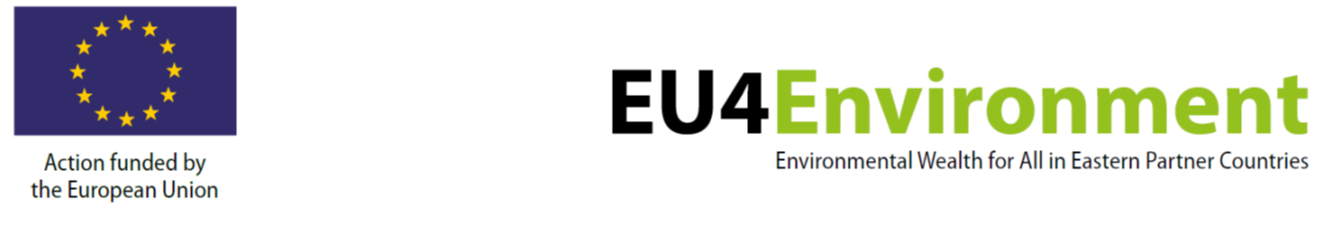 Action funded by
the European Union
EU4Environment
Environmental Wealth for All in Eastern Partner Countries